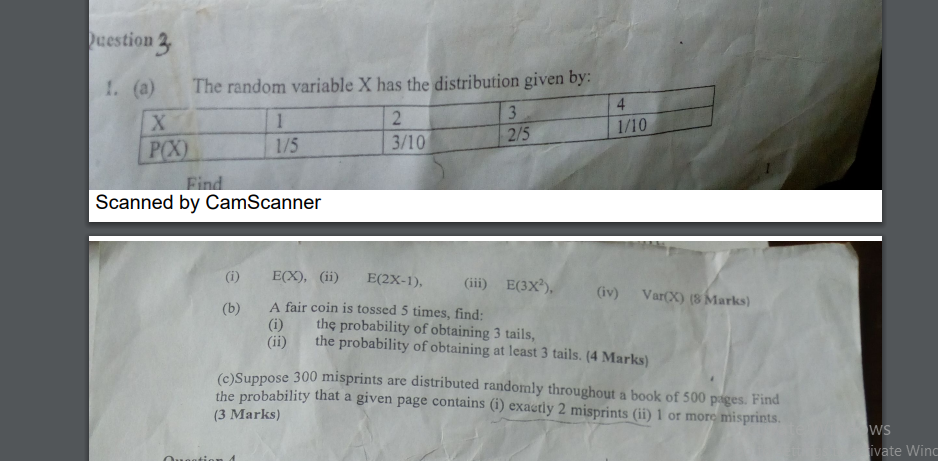 Question 3
1. (a) The random variable X has the distribution given by:
X 1 2 3 4
P(X) 1/5 3/10 2/5 1/10
1
Find
Scanned by CamScanner
(i) E(X), (ii) E(2X-1), (iii) E(3X²), (iv) Var(X) [8 Marks)
(b) A fair coin is tossed 5 times, find:
(i) the probability of obtaining 3 tails,
(ii) the probability of obtaining at least 3 tails. (4 Marks)
(c)Suppose 300 misprints are distributed randomly throughout a book of 500 pages. Find
the probability that a given page contains (i) exactly 2 misprints (ii) 1 or more misprints.
(3 Marks)
ws
ivate Wind